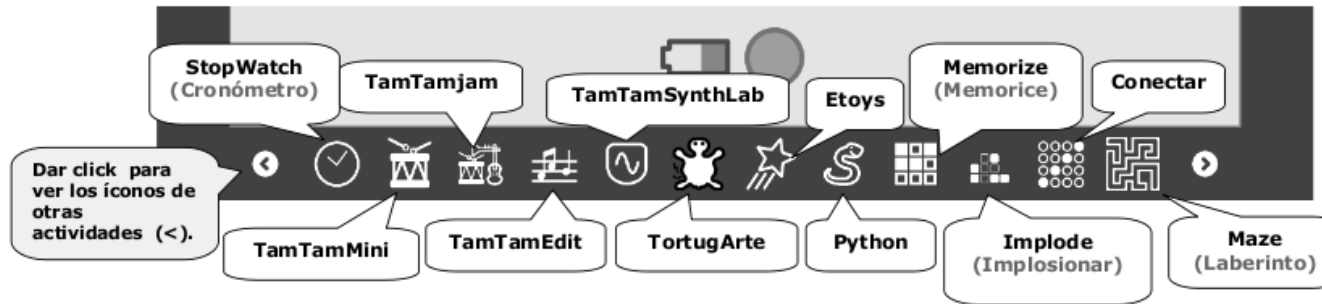 StopWatch
(Cronómetro)
TamTamjam
TamTamSynthLab
Etoys
Memorize
(Memorice)
Conectar
Dar click para
ver los íconos de
otras
actividades (<).
TamTamMini
TamTamEdit
TortugArte
Python
Implode
(Implosionar)
Maze
(Laberinto)